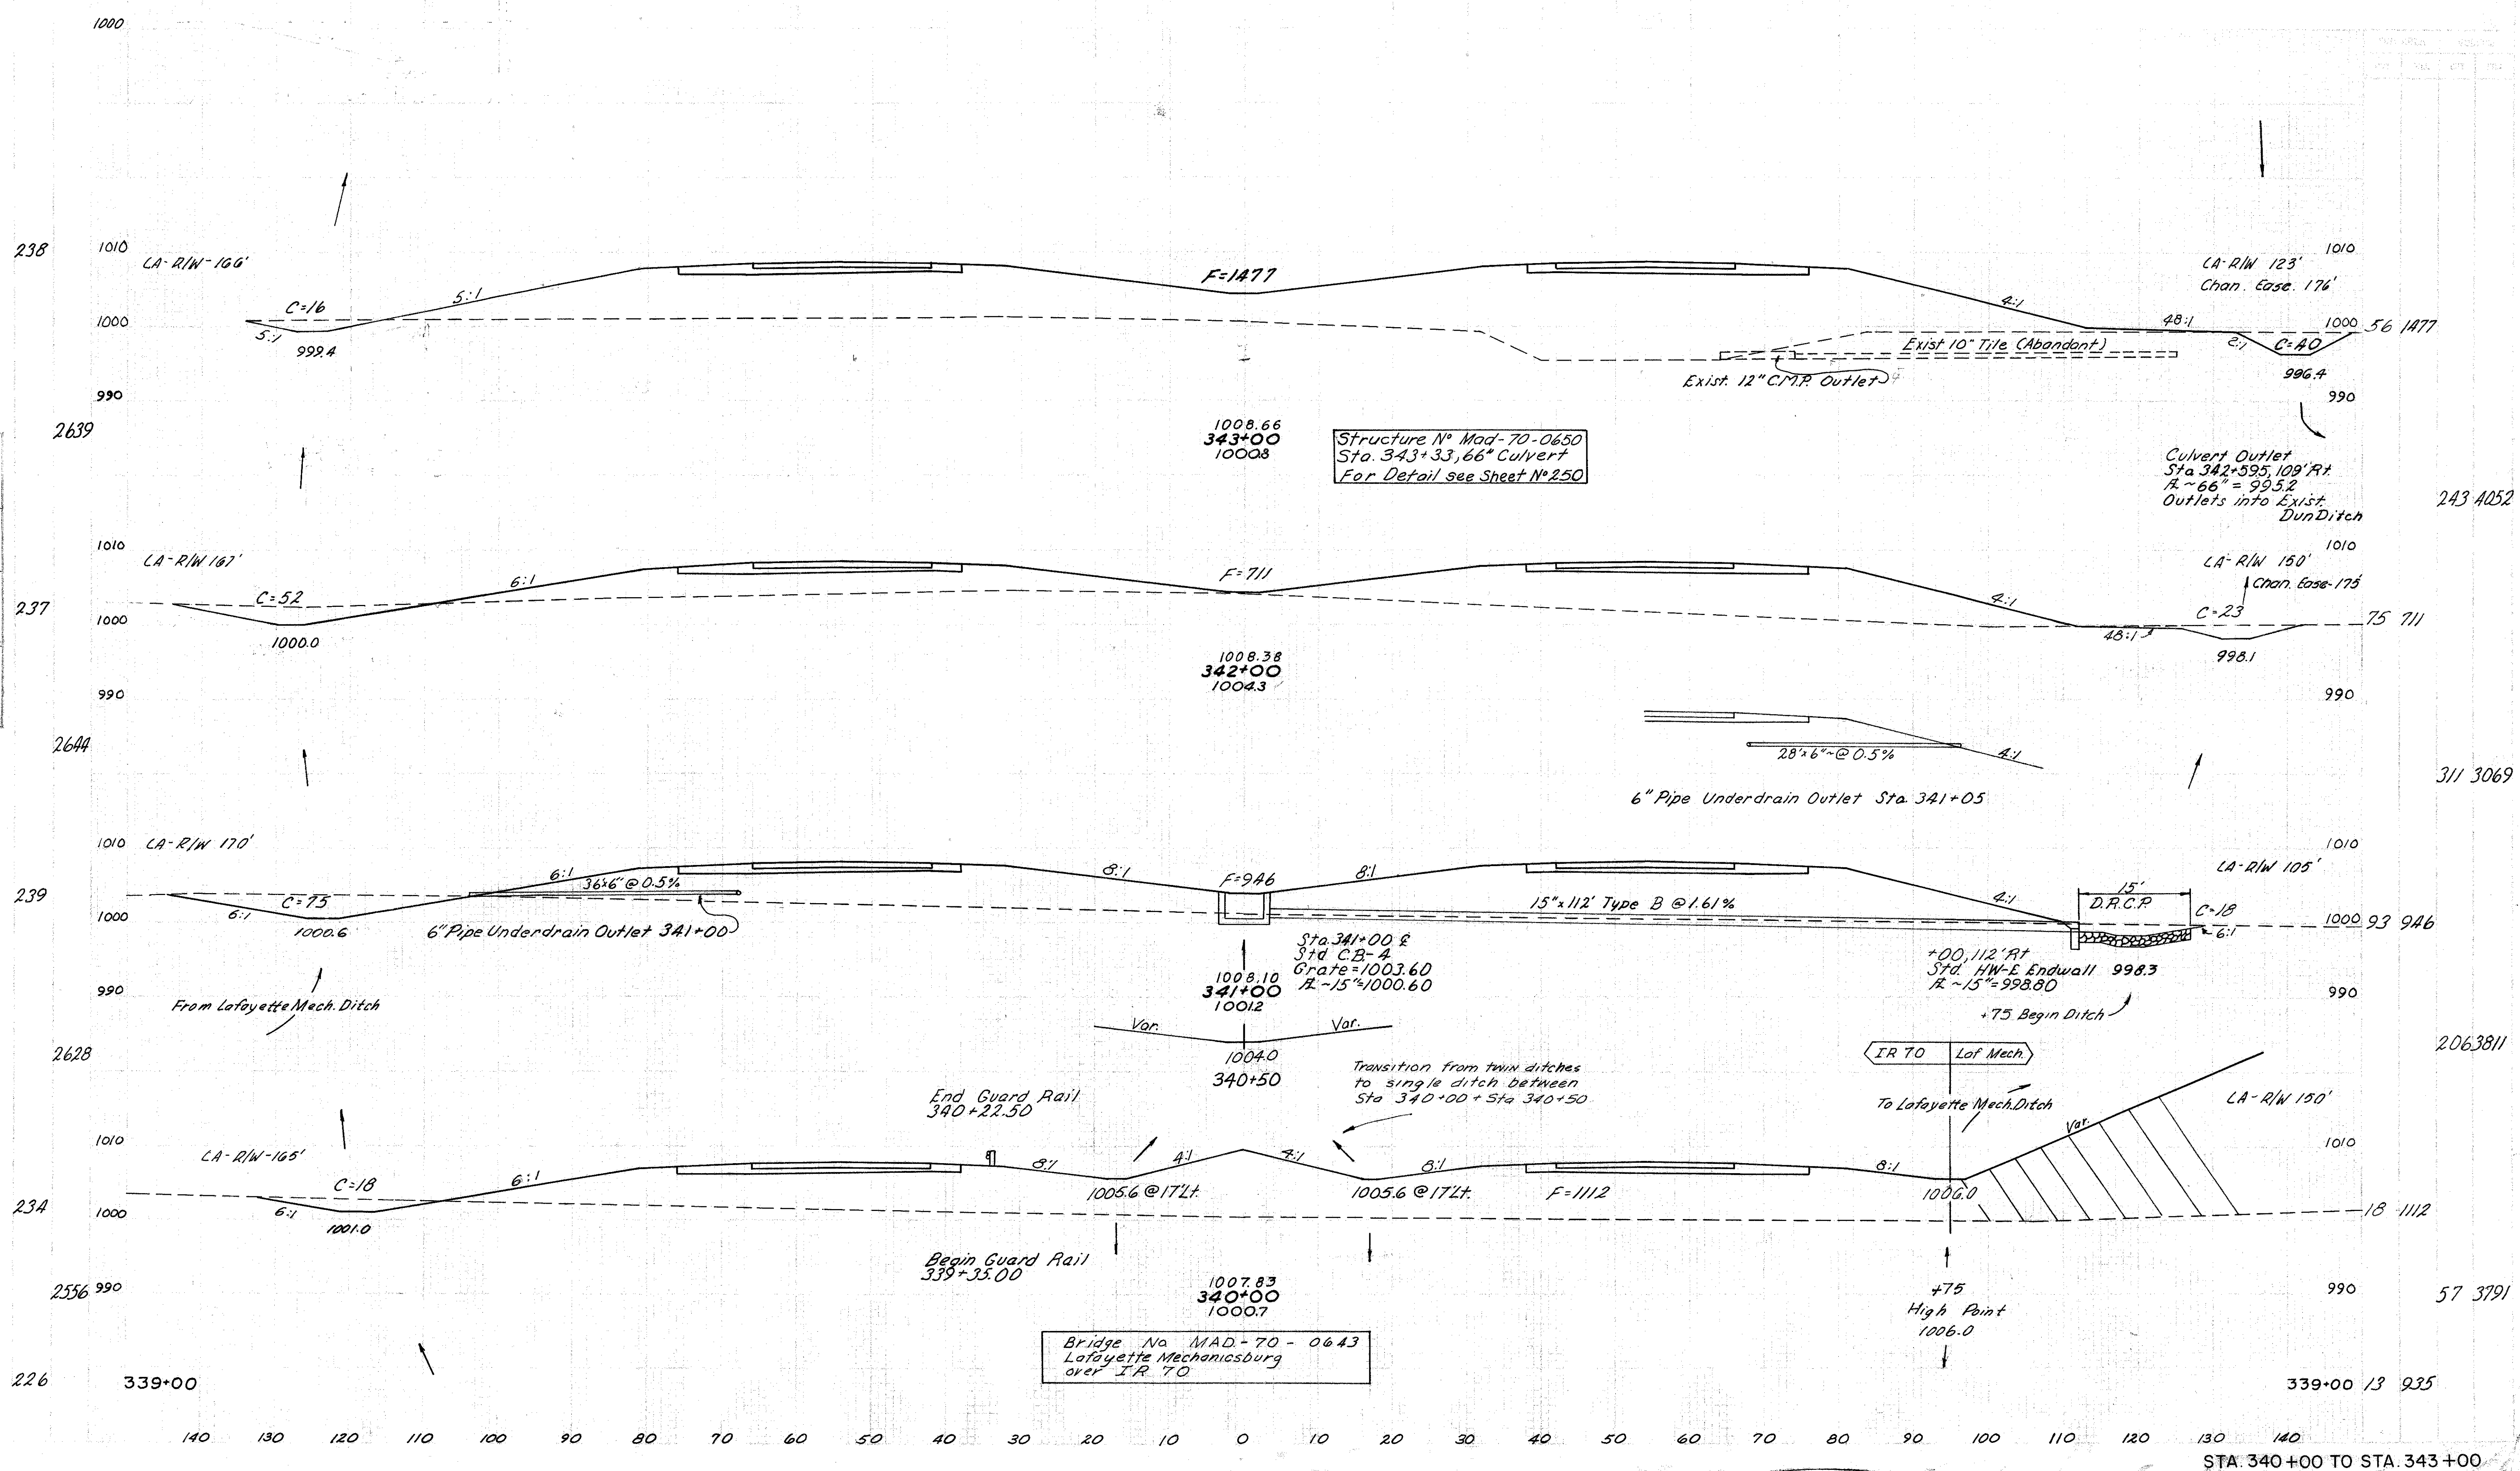 1000
238
1010
LA-R/W-166'
F=1477
LA-R/W 123'
Chan. Ease. 176'
1010
C=16
5:1
4:1
48:1
1000
5:1
999.4
1000
56 1477
Exist 10" Tile (Abandont)
2:1
C=40
Exist. 12" C.M.P. Outlet
996.4
990
990
2639
1008.66
343+00
1000.8
Structure Nº Mad-70-0650
Sta. 343+33, 66" Culvert
For Detail see Sheet Nº 250
Culvert Outlet
Sta 342+595, 109' Rt.
~66" = 995.2
Outlets into Exist.
Dun Ditch
243 4052
1010
LA-R/W 167'
F=711
1010
LA-R/W 150'
Chan. Ease-175'
237
C=52
6:1
4:1
C=23
1000
75 711
1000.0
48:1
998.1
1008.38
342+00
1004.3
990
990
2644
28'x6"~@ 0.5%
4:1
6" Pipe Underdrain Outlet Sta. 341+05
311 3069
1010
LA-R/W 170'
1010
LA-R/W 105'
239
6:1
36'x6" @ 0.5%
8:1
F=946
8:1
15"x112' Type B @ 1.61%
4:1
15'
D.R.C.P.
C=18
C=75
6:1
1000
1000.6
6" Pipe Underdrain Outlet 341+00
1000
93 946
6:1
Sta. 341+00 ℄
Std C.B.-4
Grate=1003.60
~15"=1000.60
+00, 112' Rt
Std. HW-E Endwall 998.3
~15"=998.80
1008.10
341+00
1001.2
990
990
From Lafayette Mech. Ditch
+75 Begin Ditch
Var.
Var.
1004.0
340+50
2628
2063811
IR 70
Laf Mech.
Transition from twin ditches
to single ditch between
Sta 340+00 + Sta 340+50
End Guard Rail
340+22.50
To Lafayette Mech. Ditch
LA-R/W 150'
1010
LA-R/W-165'
1010
Var.
C=18
6:1
8:1
4:1
4:1
8:1
8:1
234
1000
6:1
1001.0
1005.6 @ 17' Lt.
1005.6 @ 17' Lt.
F=1112
1006.0
18 1112
Begin Guard Rail
339+35.00
1007.83
340+00
1000.7
+75
High Point
1006.0
2556
990
990
57 3791
Bridge No. MAD-70-0643
Lafayette Mechanicsburg
over I R 70
226
339+00
339+00
13 935
140 130 120 110 100 90 80 70 60 50 40 30 20 10 0 10 20 30 40 50 60 70 80 90 100 110 120 130 140
STA. 340+00 TO STA. 343+00